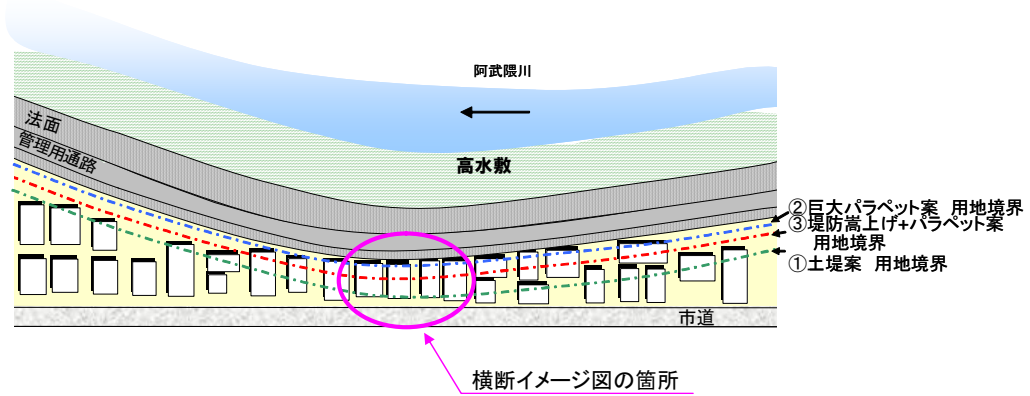 阿武隈川
法面
管理用通路
高水敷
②巨大パラペット案 用地境界
③堤防嵩上げ+パラペット案
用地境界
①土堤案 用地境界
市道
横断イメージ図の箇所